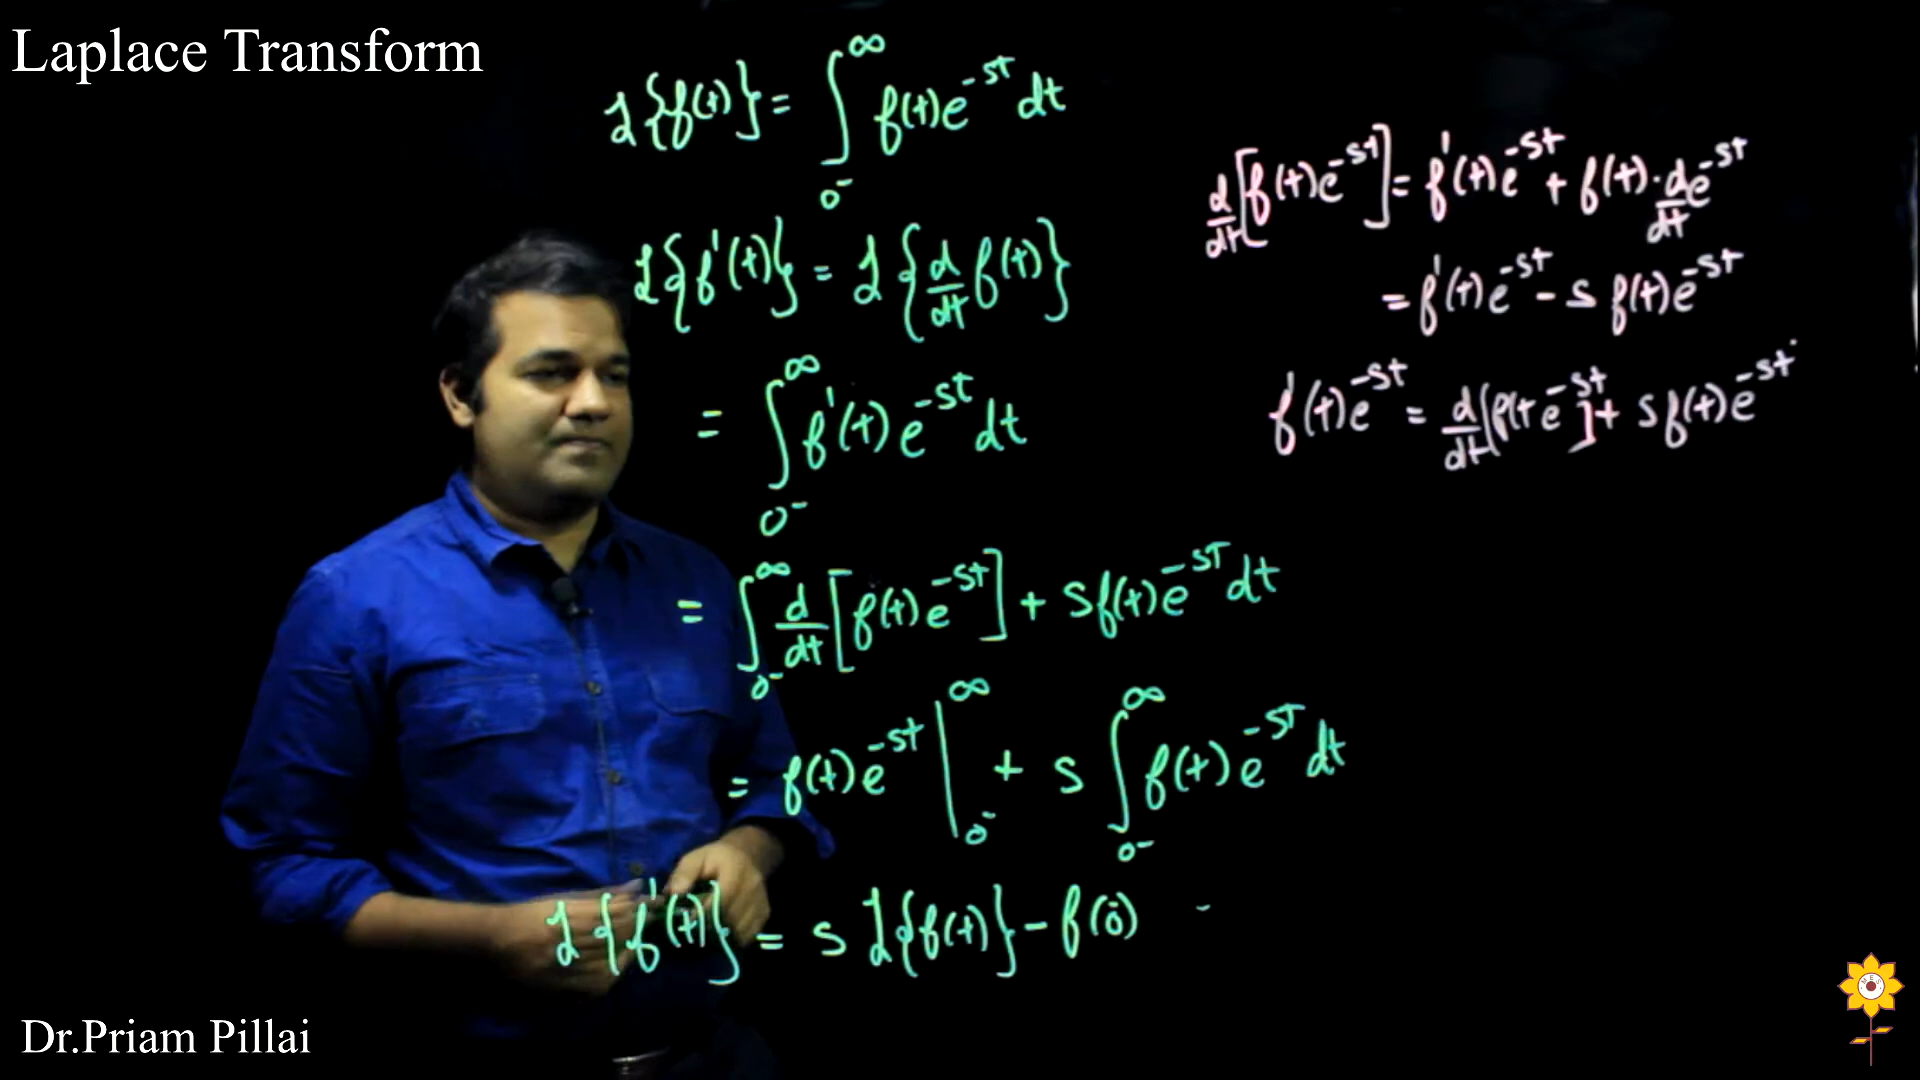 Laplace Transform
ℒ{f(t)} = ∫₀-^∞ f(t)e^-st dt
ℒ{f'(t)} = ℒ{d/dt f(t)}
= ∫₀-^∞ f'(t) e^-st dt
= ∫₀-^∞ d/dt [f(t) e^-st] + s f(t) e^-st dt
= f(t) e^-st |₀-^∞ + s ∫₀-^∞ f(t) e^-st dt
ℒ{f'(t)} = s ℒ{f(t)} - f(0⁻) -
d/dt [f(t)e^-st] = f'(t)e^-st + f(t)·d/dt e^-st
= f'(t)e^-st - s f(t)e^-st
f'(t)e^-st = d/dt [f(t e^-st] + s f(t)e^-st
Dr.Priam Pillai